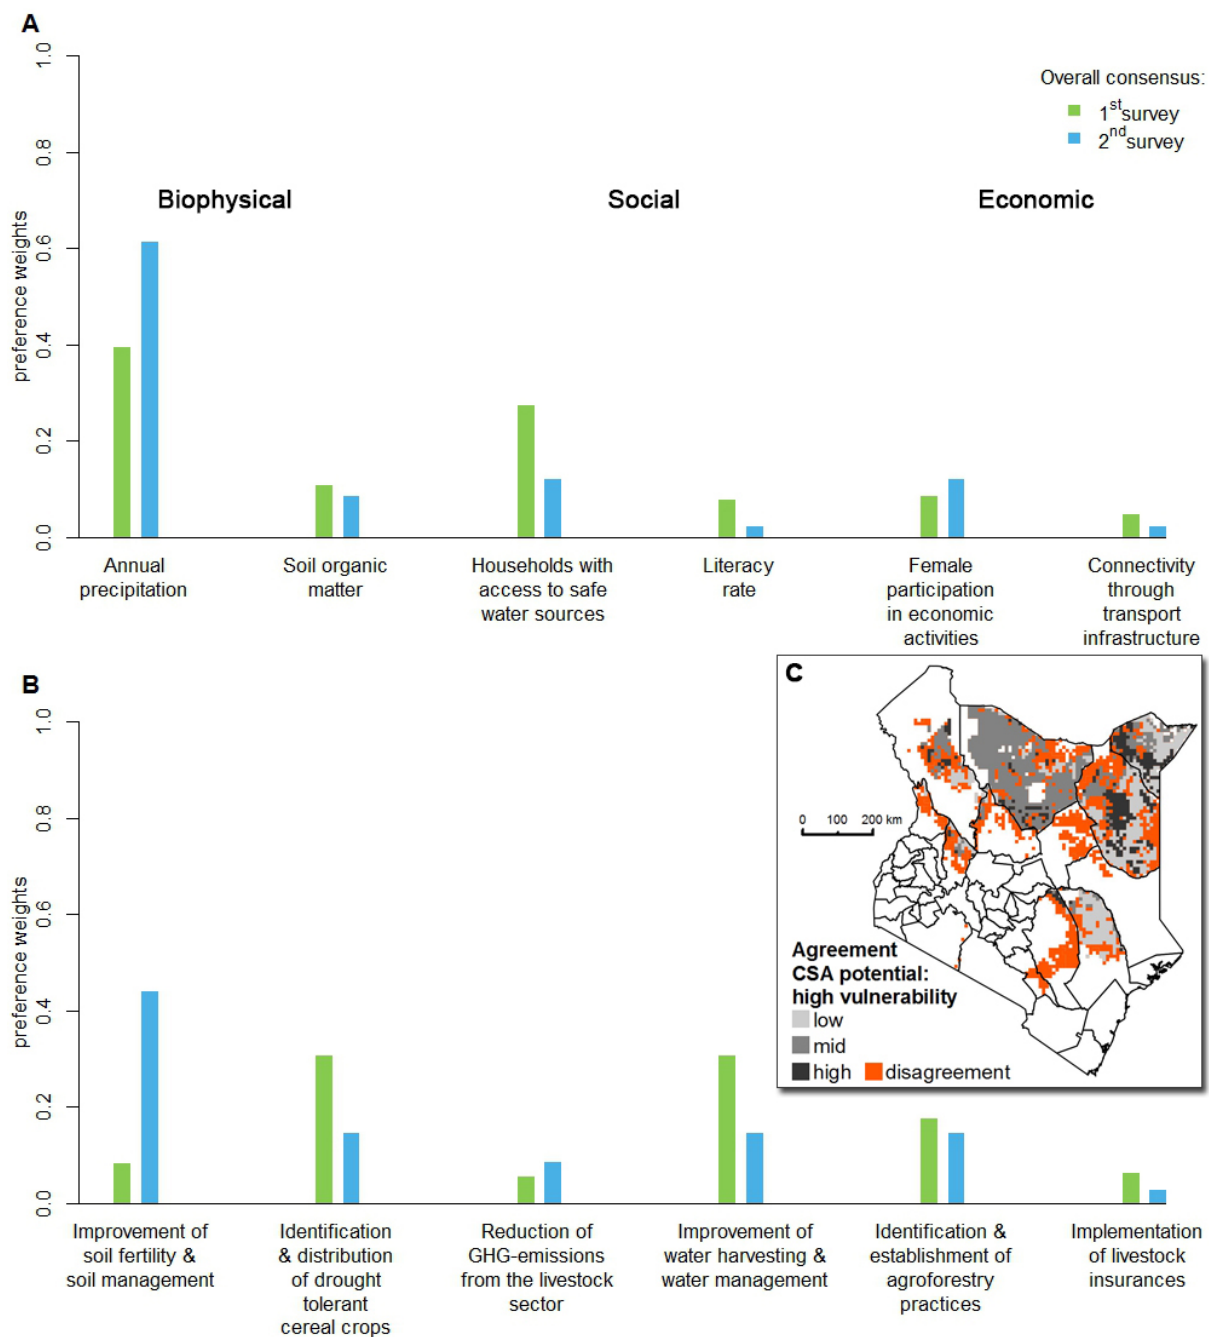 A
1.0
0.8
0.6
0.4
0.2
0.0
preference weights
Overall consensus:
1st survey
2nd survey
Biophysical
Social
Economic
Annual
precipitation
Soil organic
matter
Households with
access to safe
water sources
Literacy
rate
Female
participation
in economic
activities
Connectivity
through
transport
infrastructure
B
1.0
0.8
0.6
0.4
0.2
0.0
preference weights
C
0 100 200 km
Agreement
CSA potential:
high vulnerability
low
mid
high
disagreement
Improvement of
soil fertility &
soil management
Identification
& distribution
of drought
tolerant
cereal crops
Reduction of
GHG-emissions
from the livestock
sector
Improvement of
water harvesting &
water management
Identification &
establishment of
agroforestry
practices
Implementation
of livestock
insurances